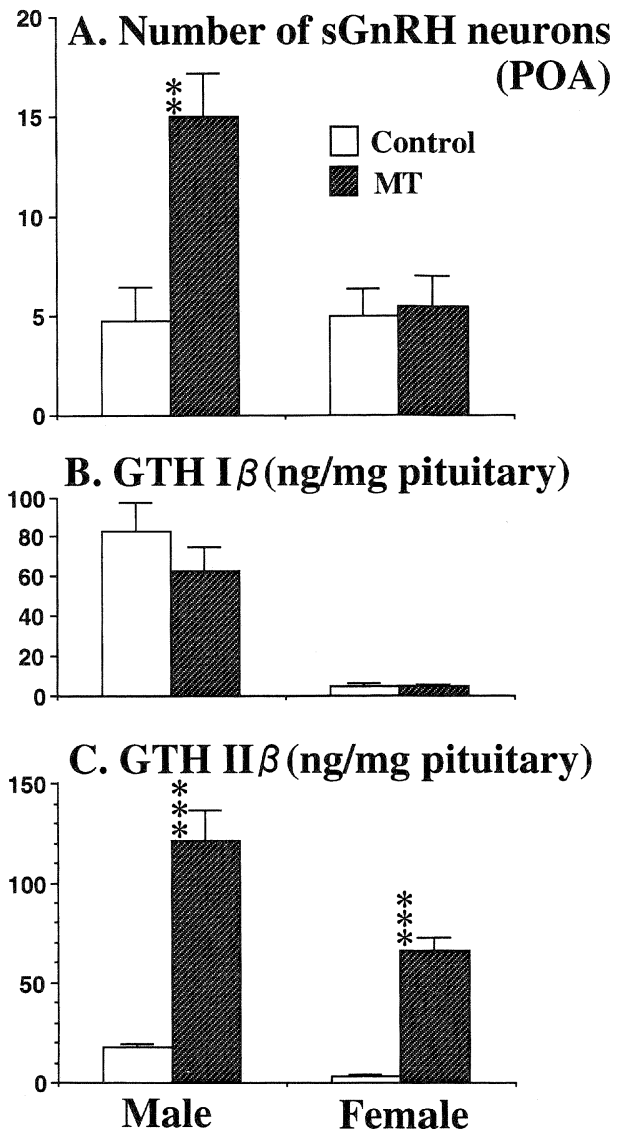 A. Number of sGnRH neurons
(POA)
20
15
10
5
0
**
Control
MT
B. GTH Iβ(ng/mg pituitary)
100
80
60
40
20
0
C. GTH IIβ(ng/mg pituitary)
150
100
50
0
***
***
Male Female